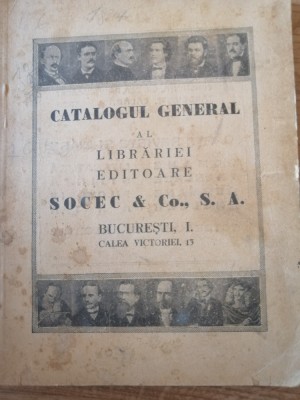 CATALOGUL GENERAL
AL
LIBRĂRIEI
EDITOARE
SOCEC & Co., S. A.
BUCUREȘTI, I.
CALEA VICTORIEI, 13